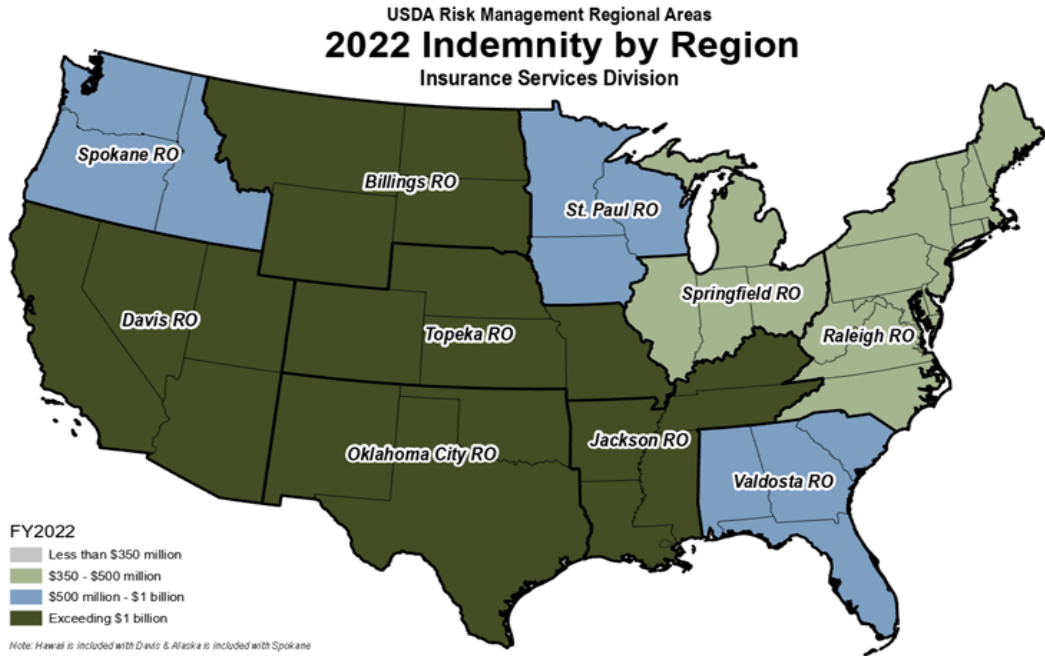 USDA Risk Management Regional Areas
2022 Indemnity by Region
Insurance Services Division
Spokane RO
Billings RO
St. Paul RO
Springfield RO
Davis RO
Topeka RO
Raleigh RO
Oklahoma City RO
Jackson RO
Valdosta RO
FY2022
Less than $350 million
$350 - $500 million
$500 million - $1 billion
Exceeding $1 billion
Note: Hawaii is included with Davis & Alaska is included with Spokane